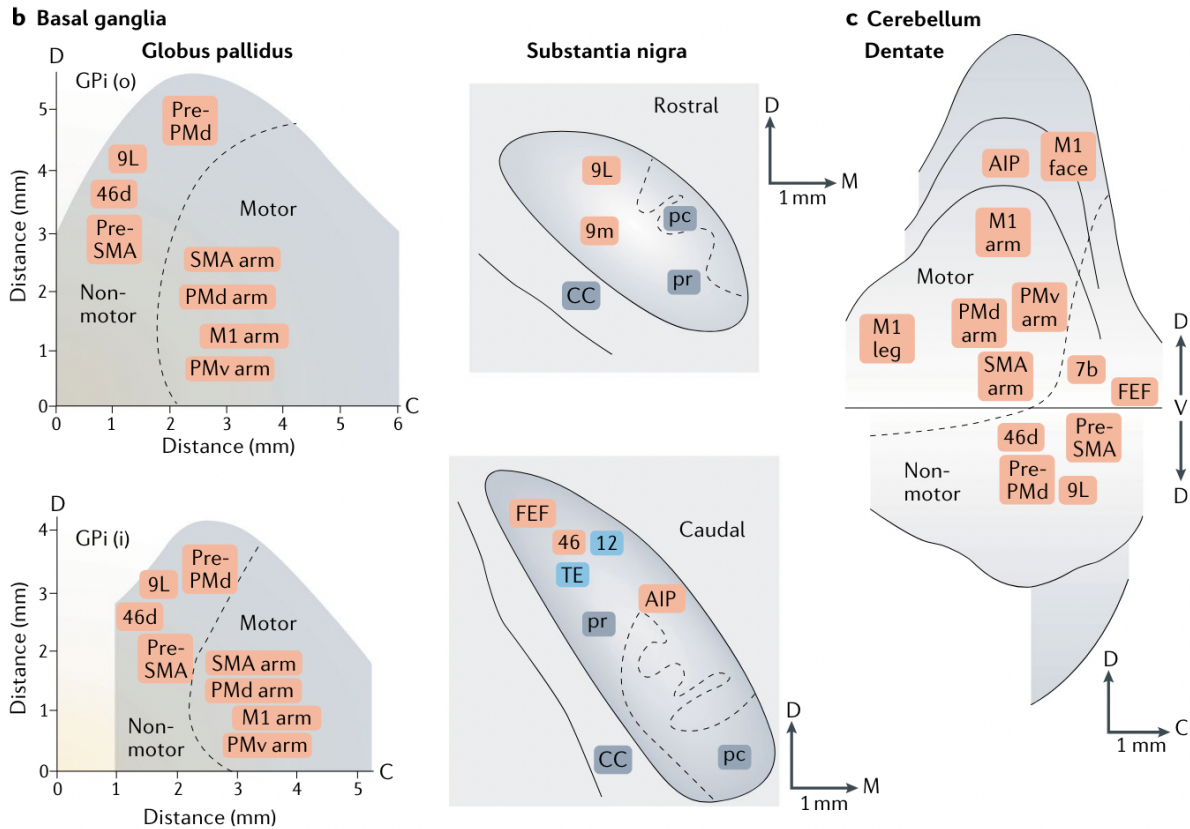 b Basal ganglia
Globus pallidus
D
GPi (o)
5
4
3
2
1
0
Distance (mm)
Pre-
PMd
9L
46d
Pre-
SMA
Motor
SMA arm
PMd arm
M1 arm
PMv arm
Non-
motor
0 1 2 3 4 5 6
C
Distance (mm)
D
GPi (i)
4
3
2
1
0
Distance (mm)
Pre-
PMd
9L
46d
Pre-
SMA
Motor
SMA arm
PMd arm
M1 arm
PMv arm
Non-
motor
0 1 2 3 4 5
C
Distance (mm)
Substantia nigra
Rostral
9L
9m
pc
pr
CC
D
M
1 mm
Caudal
FEF
46
12
TE
AIP
pr
CC
pc
D
M
1 mm
c Cerebellum
Dentate
AIP
M1
face
M1
arm
Motor
PMv
arm
PMd
arm
M1
leg
SMA
arm
7b
FEF
46d
Pre-
SMA
Non-
motor
Pre-
PMd
9L
D
V
D
D
C
1 mm